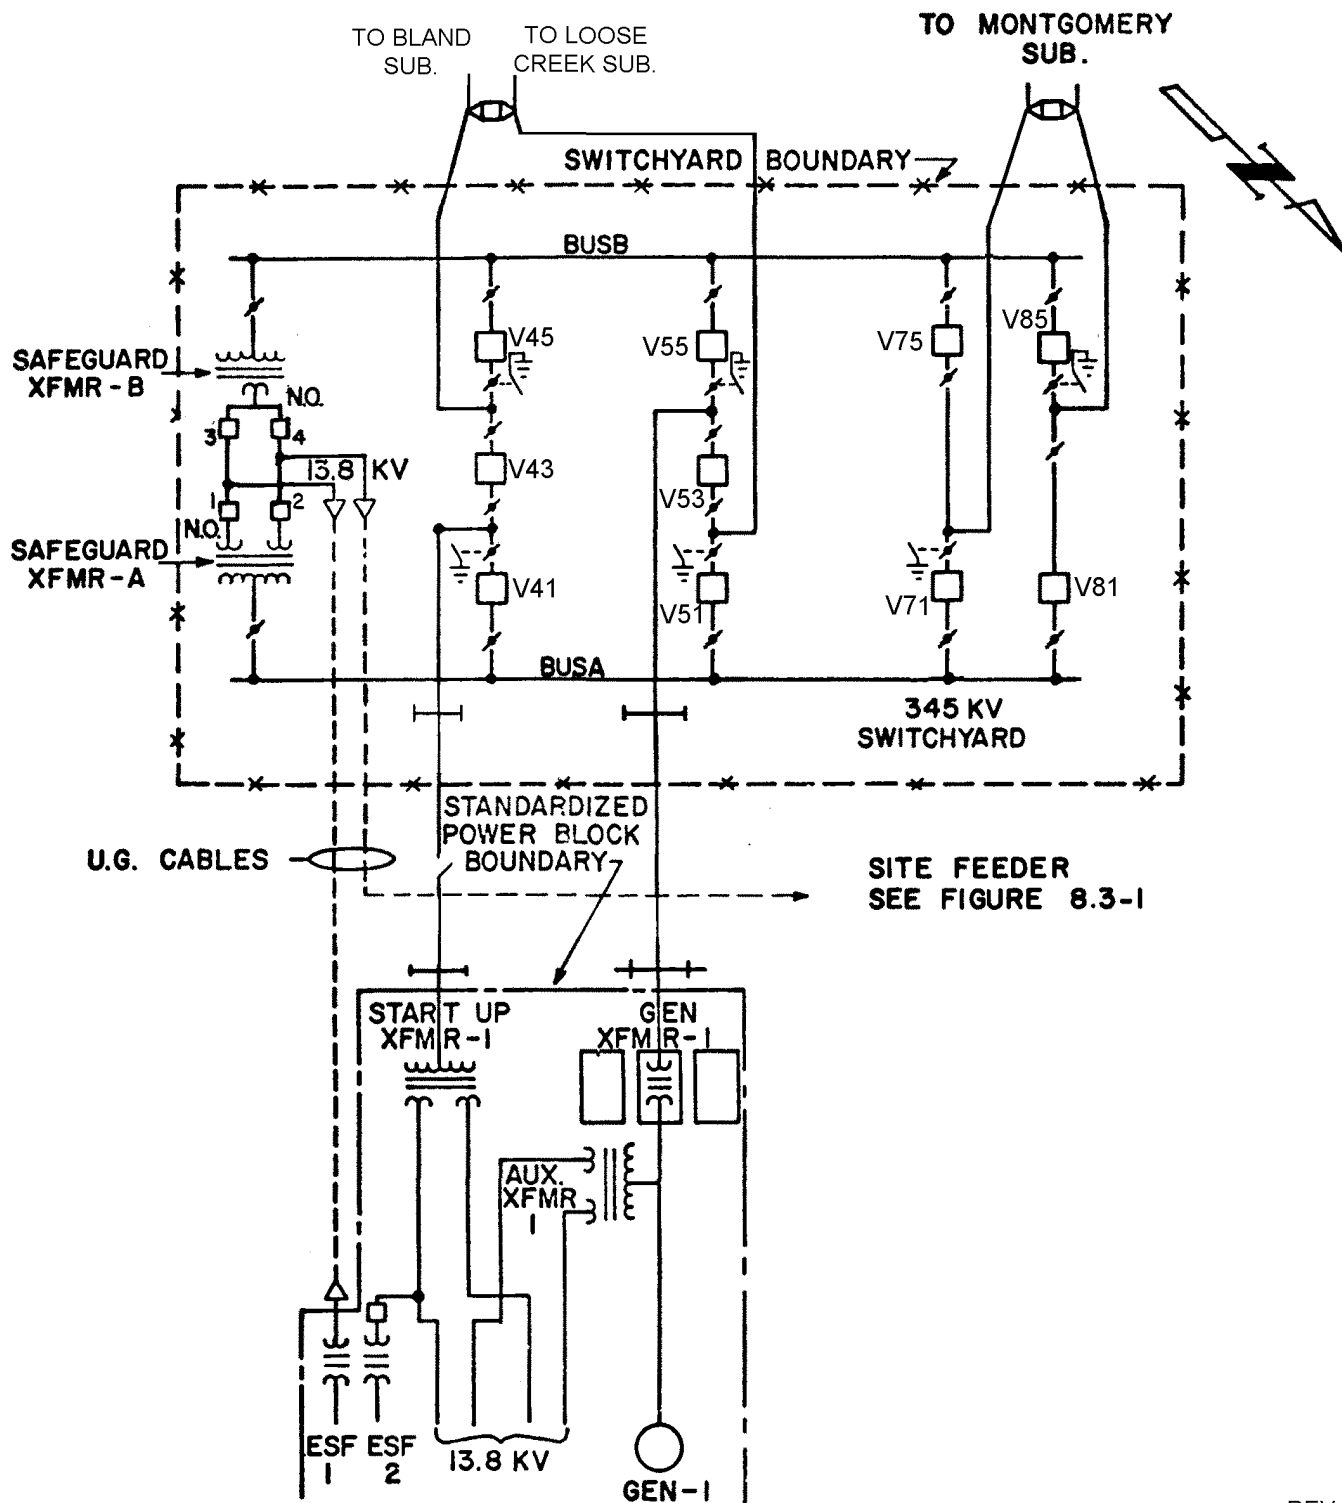 TO BLAND
SUB.
TO LOOSE
CREEK SUB.
TO MONTGOMERY
SUB.
SWITCHYARD BOUNDARY
BUSB
V45
V55
V75
V85
SAFEGUARD
XFMR-B
N.O.
3
4
13.8 KV
V43
V53
1
2
N.O.
SAFEGUARD
XFMR-A
V41
V51
V71
V81
BUSA
345 KV
SWITCHYARD
STANDARDIZED
POWER BLOCK
BOUNDARY
U.G. CABLES
SITE FEEDER
SEE FIGURE 8.3-1
START UP
XFMR-1
GEN
XFMR-1
AUX.
XFMR
1
ESF
1
ESF
2
13.8 KV
GEN-1